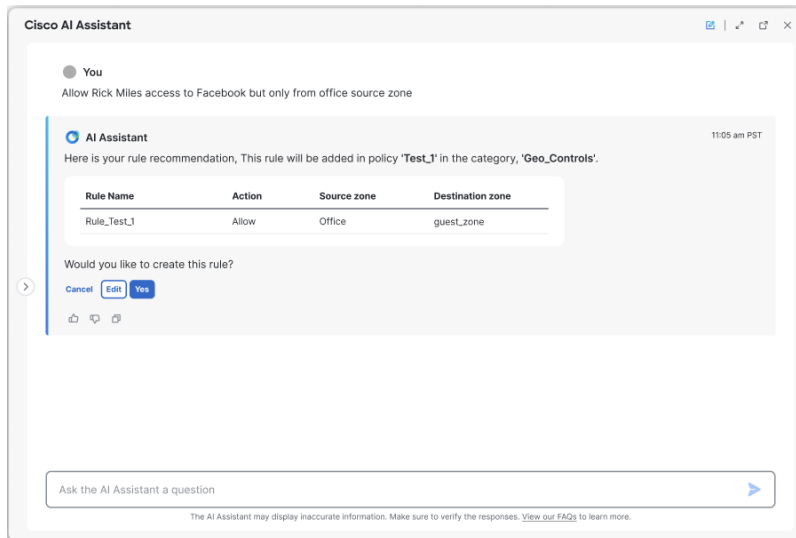 Cisco AI Assistant
You
Allow Rick Miles access to Facebook but only from office source zone
AI Assistant
11:05 am PST
Here is your rule recommendation, This rule will be added in policy 'Test_1' in the category, 'Geo_Controls'.
Rule Name Action Source zone Destination zone
Rule_Test_1 Allow Office guest_zone
Would you like to create this rule?
Cancel Edit Yes
Ask the AI Assistant a question
The AI Assistant may display inaccurate information. Make sure to verify the responses. View our FAQs to learn more.